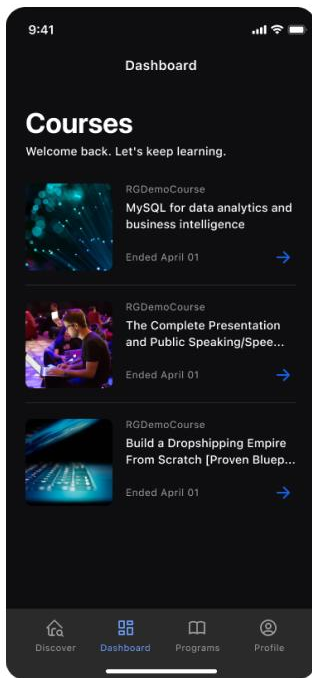 9:41
Dashboard
Courses
Welcome back. Let's keep learning.
RGDemoCourse
MySQL for data analytics and
business intelligence
Ended April 01
RGDemoCourse
The Complete Presentation
and Public Speaking/Spee...
Ended April 01
RGDemoCourse
Build a Dropshipping Empire
From Scratch [Proven Bluep...
Ended April 01
Discover
Dashboard
Programs
Profile